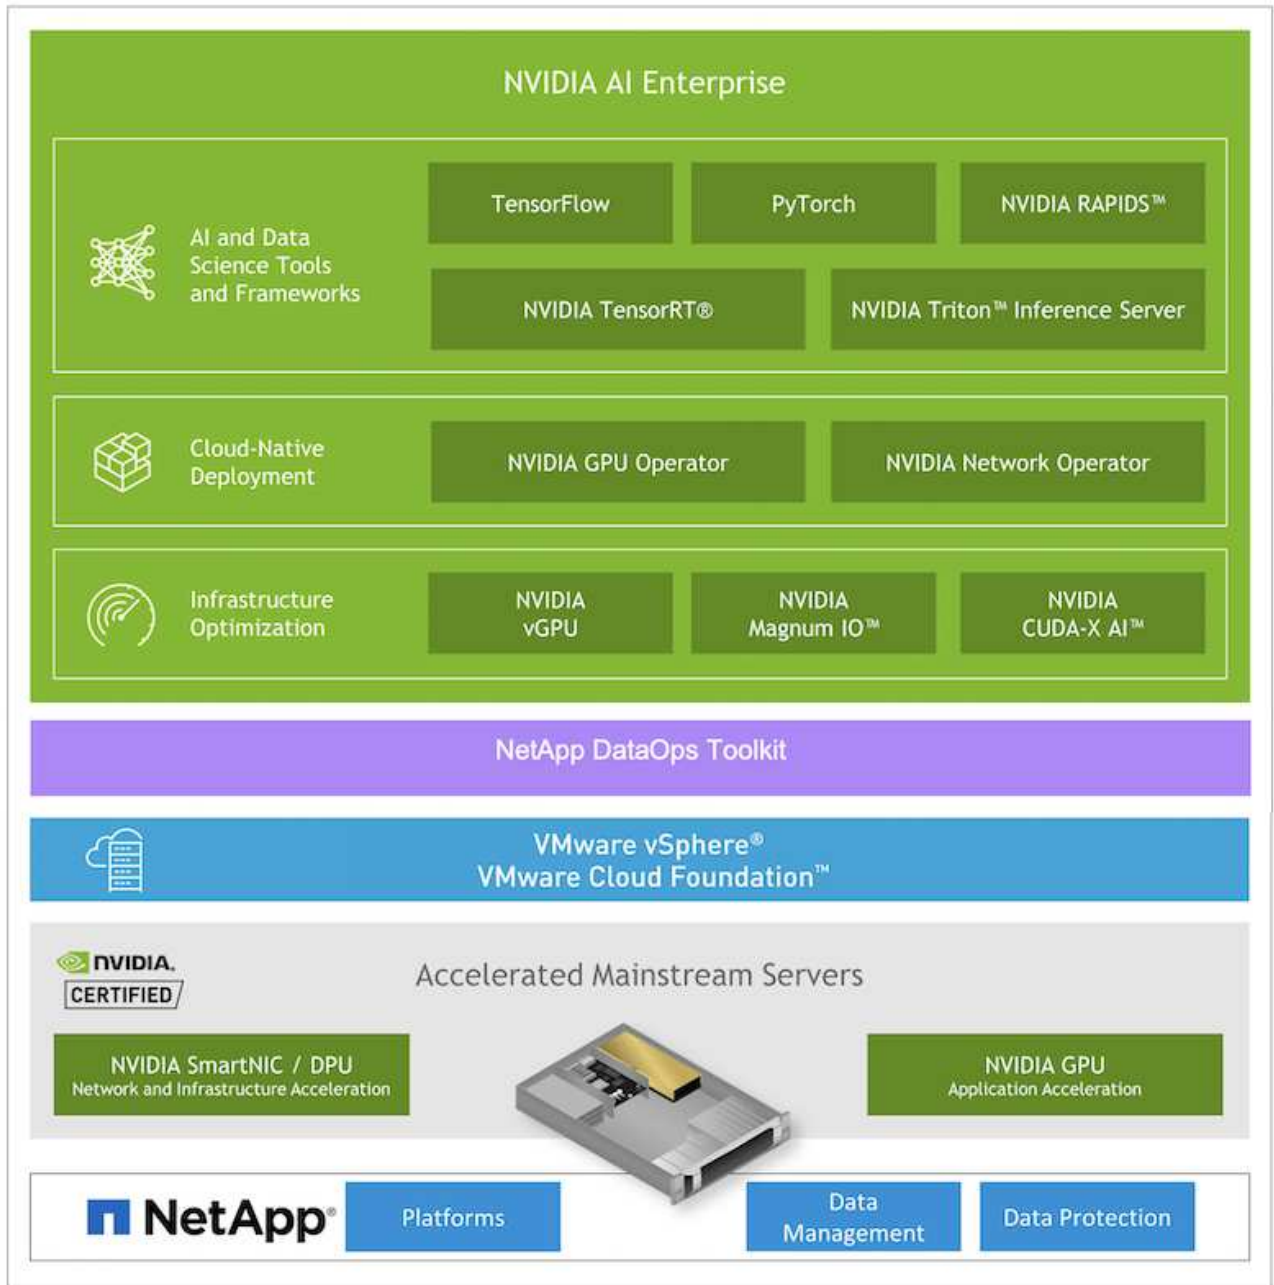 NVIDIA AI Enterprise
AI and Data
Science Tools
and Frameworks
TensorFlow
PyTorch
NVIDIA RAPIDS™
NVIDIA TensorRT®
NVIDIA Triton™ Inference Server
Cloud-Native
Deployment
NVIDIA GPU Operator
NVIDIA Network Operator
Infrastructure
Optimization
NVIDIA
vGPU
NVIDIA
Magnum IO™
NVIDIA
CUDA-X AI™
NetApp DataOps Toolkit
VMware vSphere®
VMware Cloud Foundation™
NVIDIA.
CERTIFIED
Accelerated Mainstream Servers
NVIDIA SmartNIC / DPU
Network and Infrastructure Acceleration
NVIDIA GPU
Application Acceleration
NetApp®
Platforms
Data
Management
Data Protection